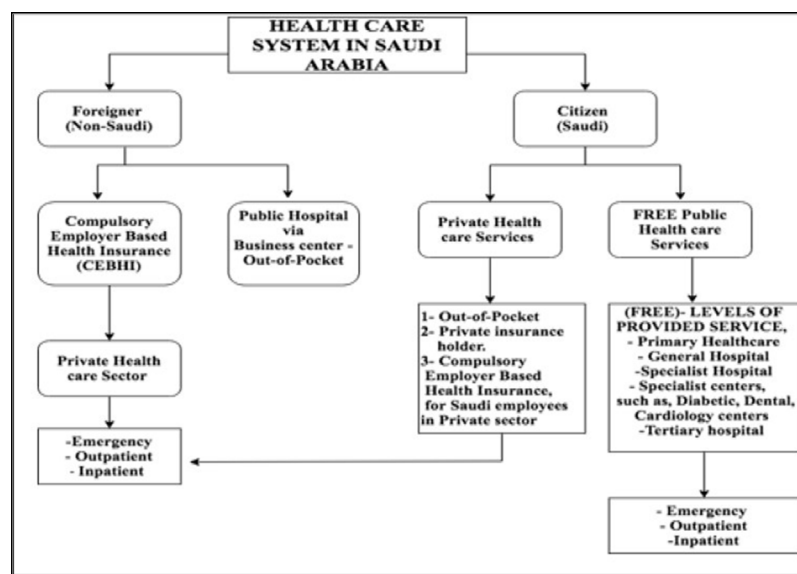 HEALTH CARE
SYSTEM IN SAUDI
ARABIA
Foreigner
(Non-Saudi)
Citizen
(Saudi)
Compulsory
Employer Based
Health Insurance
(CEBHI)
Public Hospital
via
Business center -
Out-of-Pocket
Private Health
care Services
FREE Public
Health care
Services
Private Health
care Sector
1- Out-of-Pocket
2- Private insurance
holder.
3- Compulsory
Employer Based
Health Insurance,
for Saudi employees
in Private sector
(FREE)- LEVELS OF
PROVIDED SERVICE,
- Primary Healthcare
- General Hospital
-Specialist Hospital
- Specialist centers,
such as, Diabetic, Dental,
Cardiology centers
-Tertiary hospital
-Emergency
- Outpatient
- Inpatient
- Emergency
- Outpatient
-Inpatient